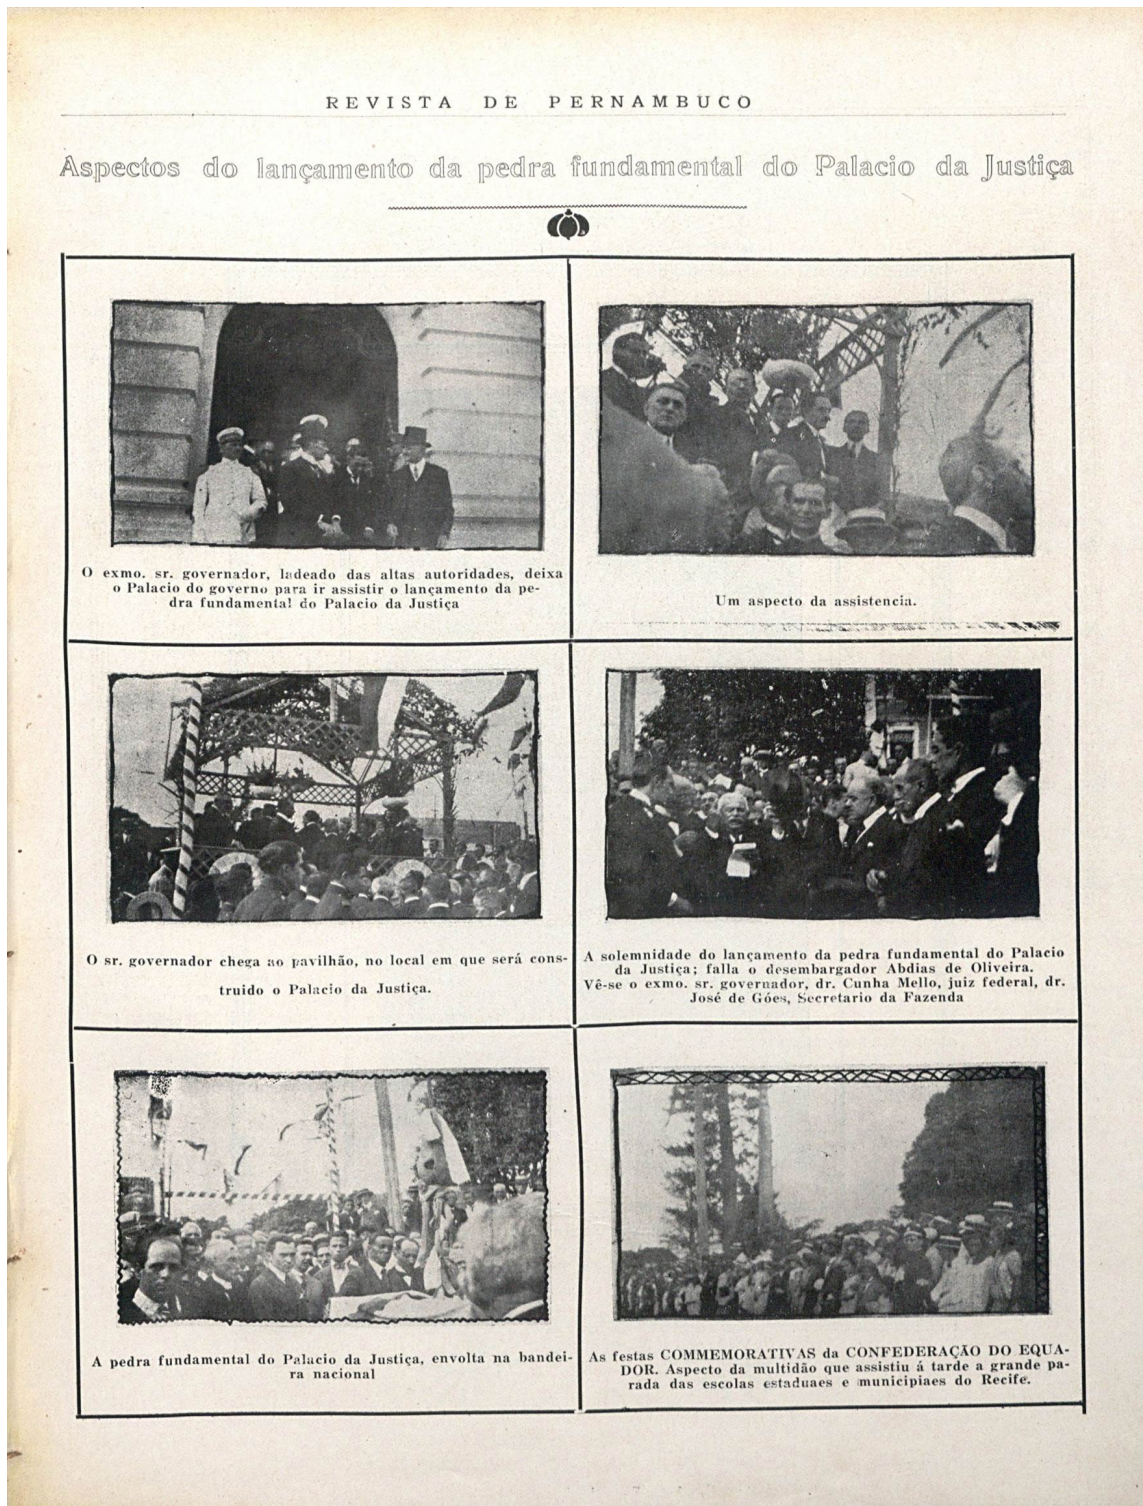 REVISTA DE PERNAMBUCO
Aspectos do lançamento da pedra fundamental do Palacio da Justiça
O exmo. sr. governador, ladeado das altas autoridades, deixa
o Palacio do governo para ir assistir o lançamento da pe-
dra fundamental do Palacio da Justiça
Um aspecto da assistencia.
O sr. governador chega ao pavilhão, no local em que será cons-
truido o Palacio da Justiça.
A solemnidade do lançamento da pedra fundamental do Palacio
da Justiça; falla o desembargador Abdias de Oliveira.
Vê-se o exmo. sr. governador, dr. Cunha Mello, juiz federal, dr.
José de Góes, Secretario da Fazenda
A pedra fundamental do Palacio da Justiça, envolta na bandei-
ra nacional
As festas COMMEMORATIVAS da CONFEDERAÇÃO DO EQUA-
DOR. Aspecto da multidão que assistiu á tarde a grande pa-
rada das escolas estaduaes e municipiaes do Recife.